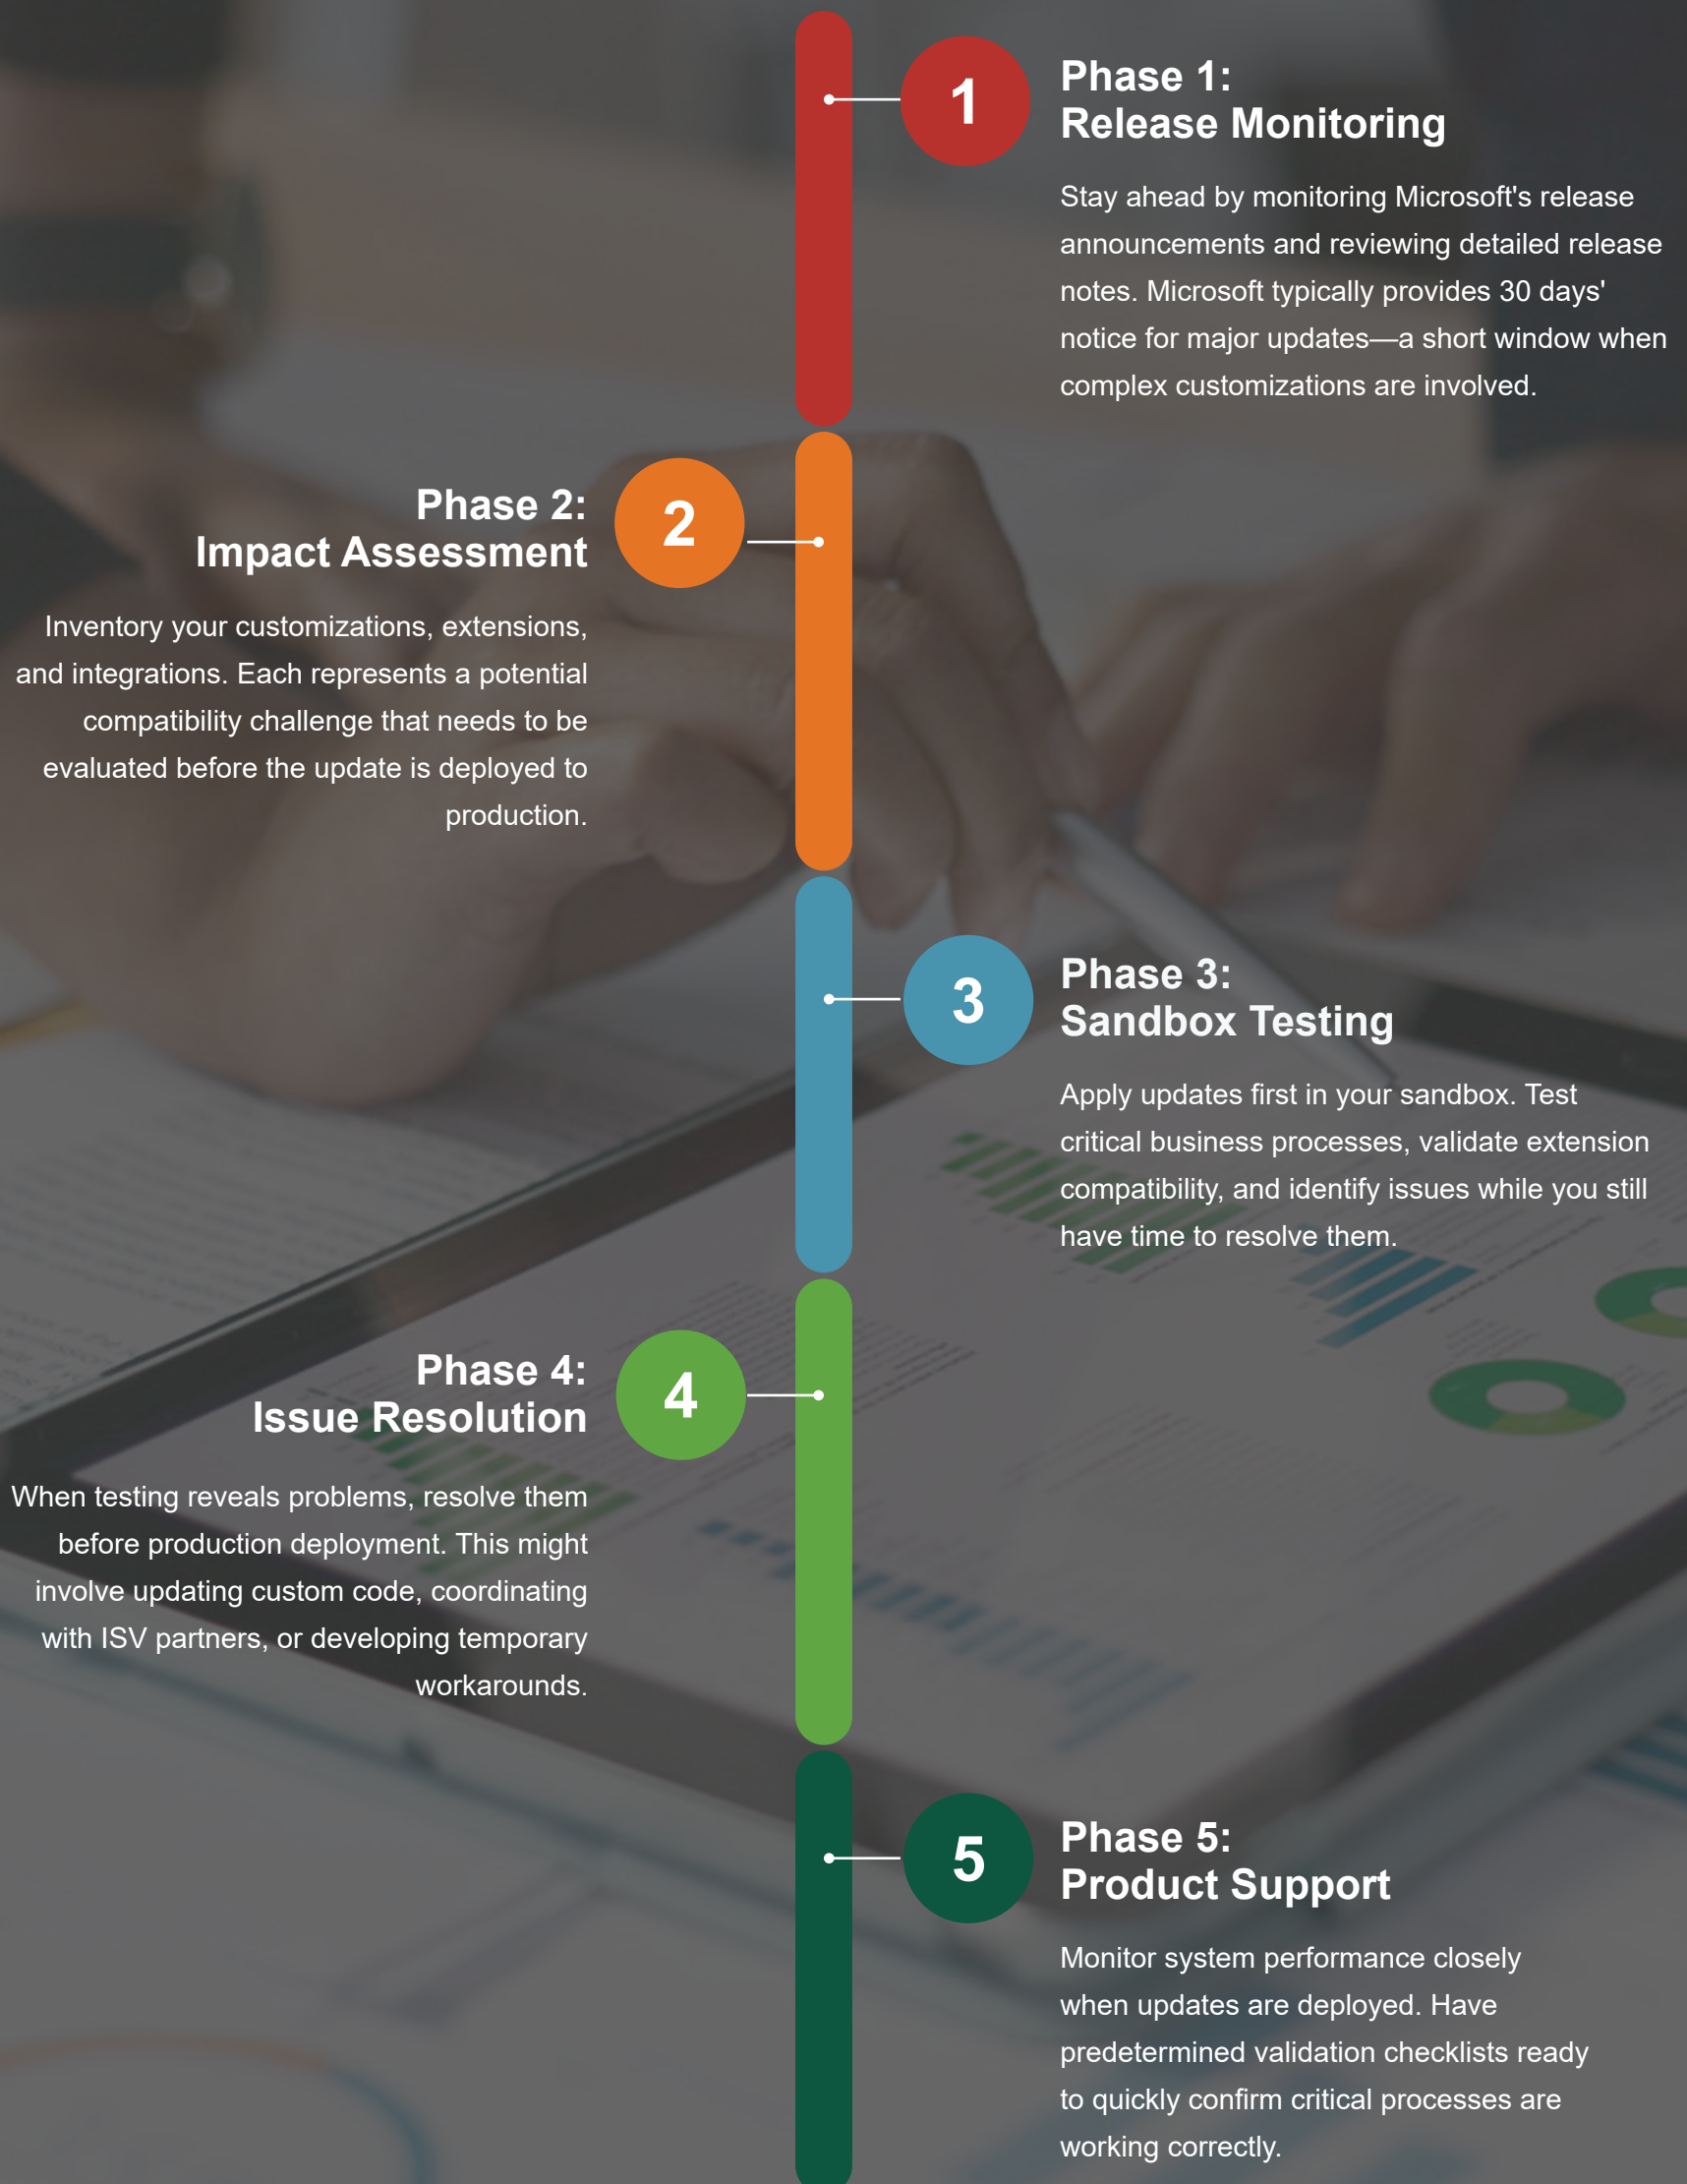 1
Phase 1:
Release Monitoring
Stay ahead by monitoring Microsoft's release
announcements and reviewing detailed release
notes. Microsoft typically provides 30 days'
notice for major updates—a short window when
complex customizations are involved.
2
Phase 2:
Impact Assessment
Inventory your customizations, extensions,
and integrations. Each represents a potential
compatibility challenge that needs to be
evaluated before the update is deployed to
production.
3
Phase 3:
Sandbox Testing
Apply updates first in your sandbox. Test
critical business processes, validate extension
compatibility, and identify issues while you still
have time to resolve them.
4
Phase 4:
Issue Resolution
When testing reveals problems, resolve them
before production deployment. This might
involve updating custom code, coordinating
with ISV partners, or developing temporary
workarounds.
5
Phase 5:
Product Support
Monitor system performance closely
when updates are deployed. Have
predetermined validation checklists ready
to quickly confirm critical processes are
working correctly.